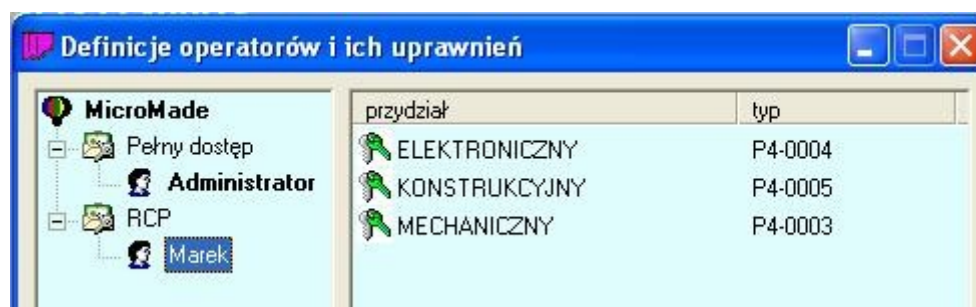 Definicje operatorów i ich uprawnień
MicroMade
Pełny dostęp
Administrator
RCP
Marek
przydział typ
ELEKTRONICZNY P4-0004
KONSTRUKCYJNY P4-0005
MECHANICZNY P4-0003